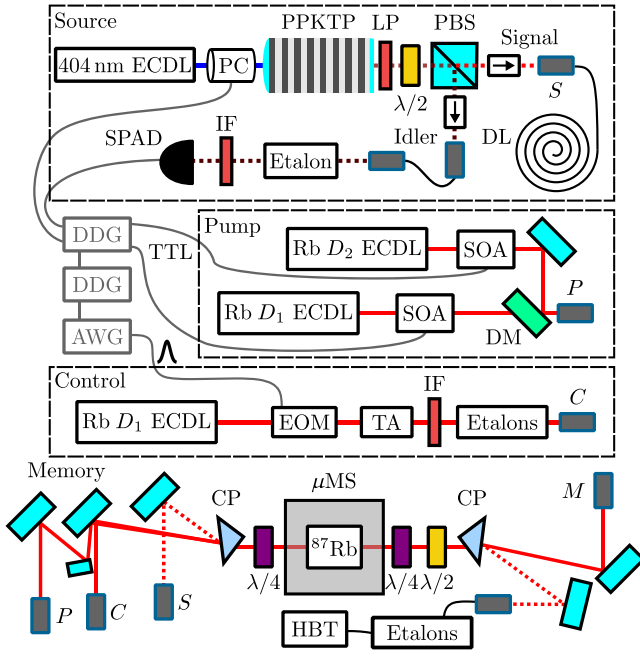 Source
PPKTP
LP
PBS
Signal
404 nm ECDL
PC
λ/2
S
SPAD
IF
Idler
DL
Etalon
DDG
TTL
DDG
AWG
Pump
Rb D₂ ECDL
SOA
Rb D₁ ECDL
SOA
P
DM
Control
IF
C
Rb D₁ ECDL
EOM
TA
Etalons
Memory
μMS
CP
CP
M
⁸⁷Rb
λ/4
λ/4
λ/2
P
C
S
HBT
Etalons